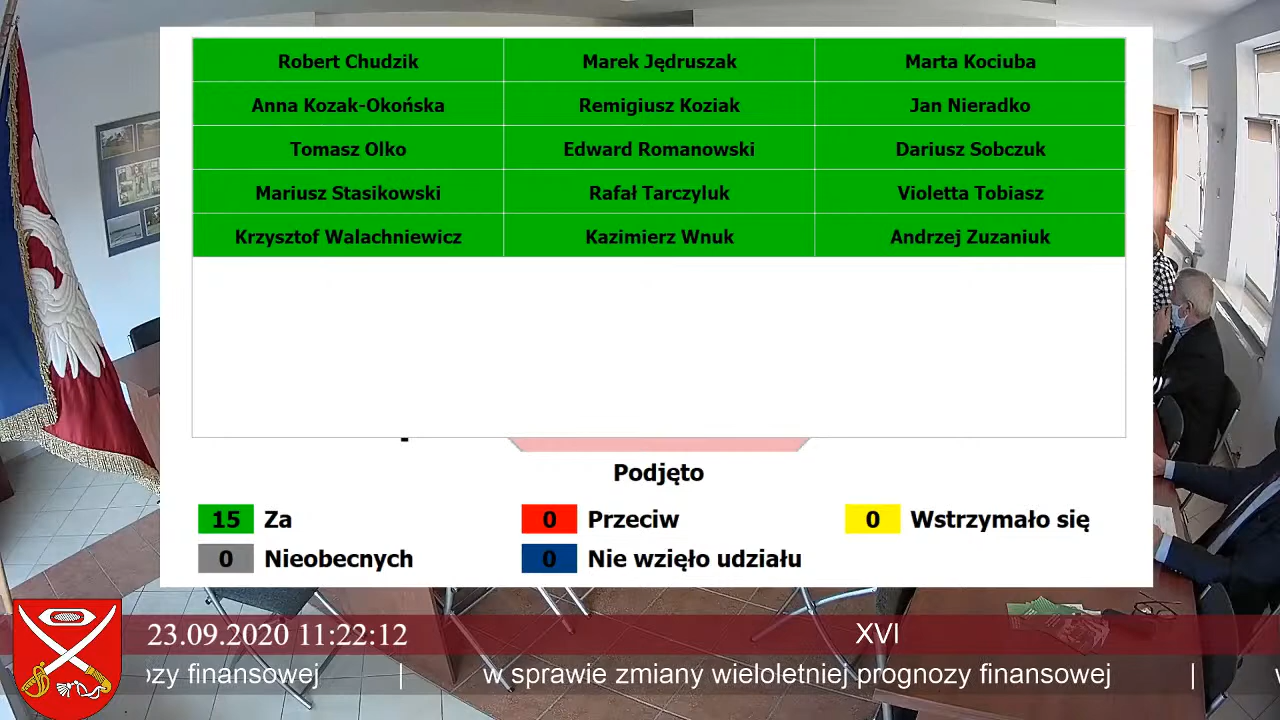 Robert Chudzik
Marek Jędruszak
Marta Kociuba
Anna Kozak-Okońska
Remigiusz Koziak
Jan Nieradko
Tomasz Olko
Edward Romanowski
Dariusz Sobczuk
Mariusz Stasikowski
Rafał Tarczyluk
Violetta Tobiasz
Krzysztof Walachniewicz
Kazimierz Wnuk
Andrzej Zuzaniuk
Podjęto
15 Za
0 Przeciw
0 Wstrzymało się
0 Nieobecnych
0 Nie wzięło udziału
23.09.2020 11:22:12
XVI
finansowej | w sprawie zmiany wieloletniej prognozy finansowej |